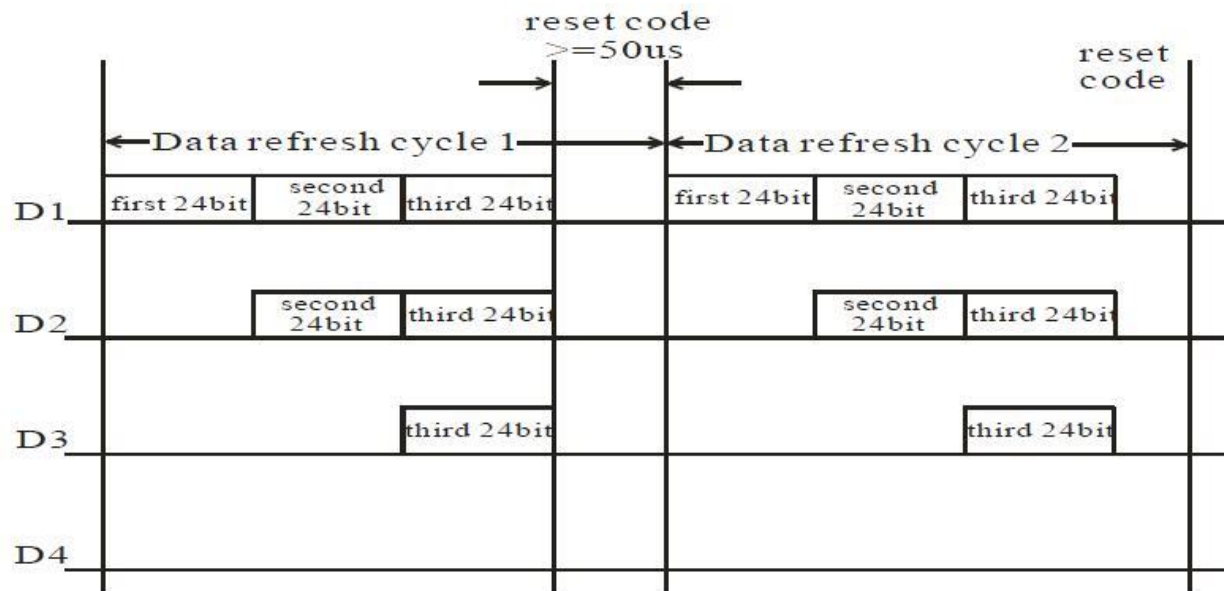 reset code
>=50us
reset
code
Data refresh cycle 1
Data refresh cycle 2
D1
first 24bit
second
24bit
third 24bit
first 24bit
second
24bit
third 24bit
D2
second
24bit
third 24bit
second
24bit
third 24bit
D3
third 24bit
third 24bit
D4